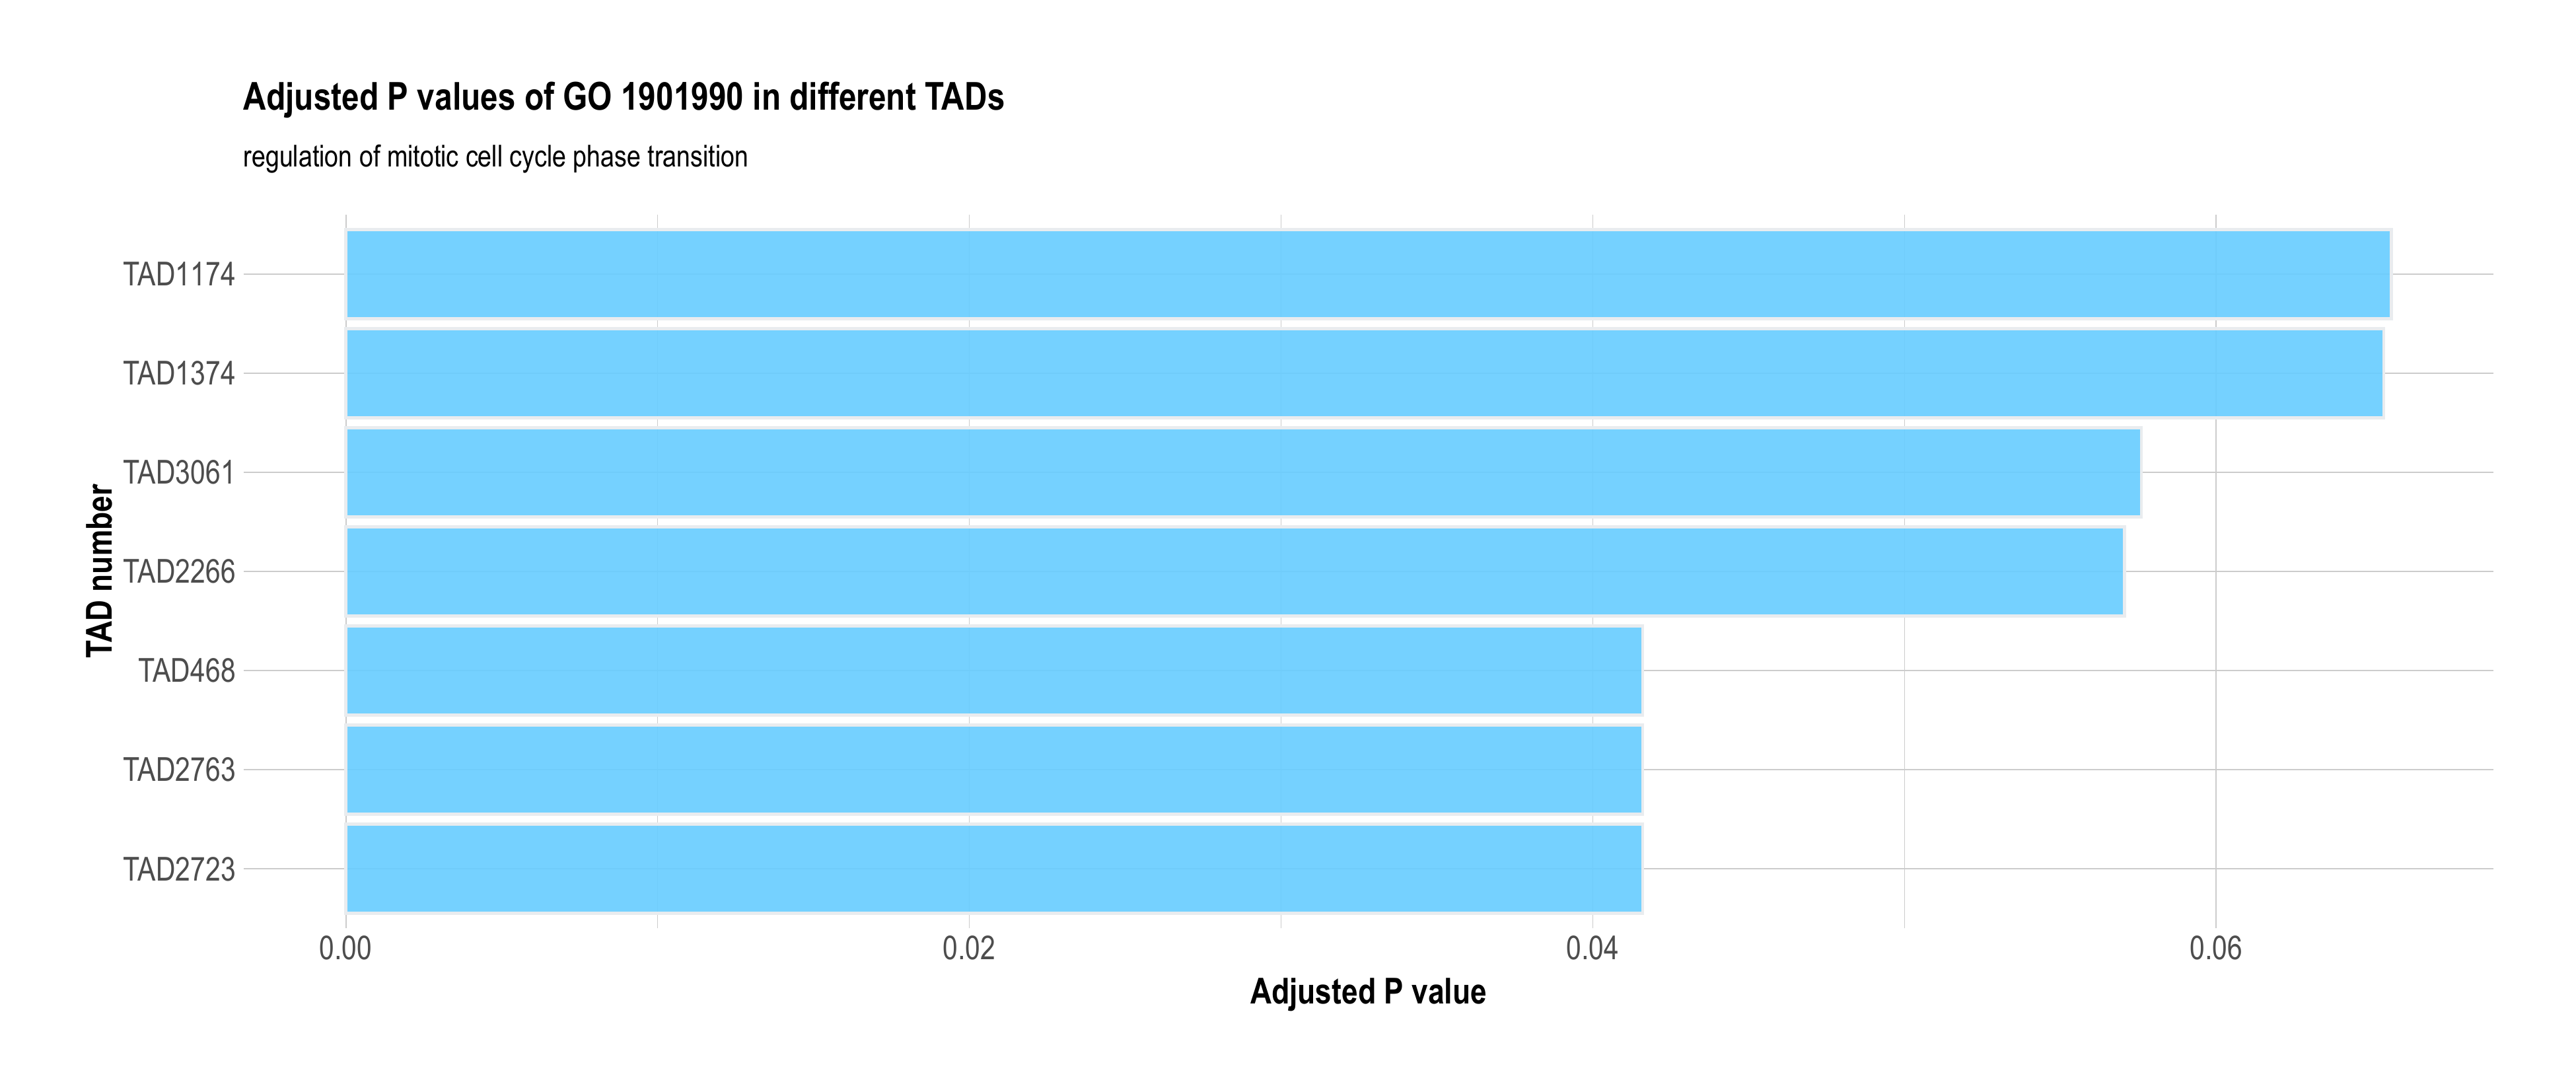 Adjusted P values of GO 1901990 in different TADs
regulation of mitotic cell cycle phase transition
TAD number
TAD1174
TAD1374
TAD3061
TAD2266
TAD468
TAD2763
TAD2723
0.00 0.02 0.04 0.06
Adjusted P value